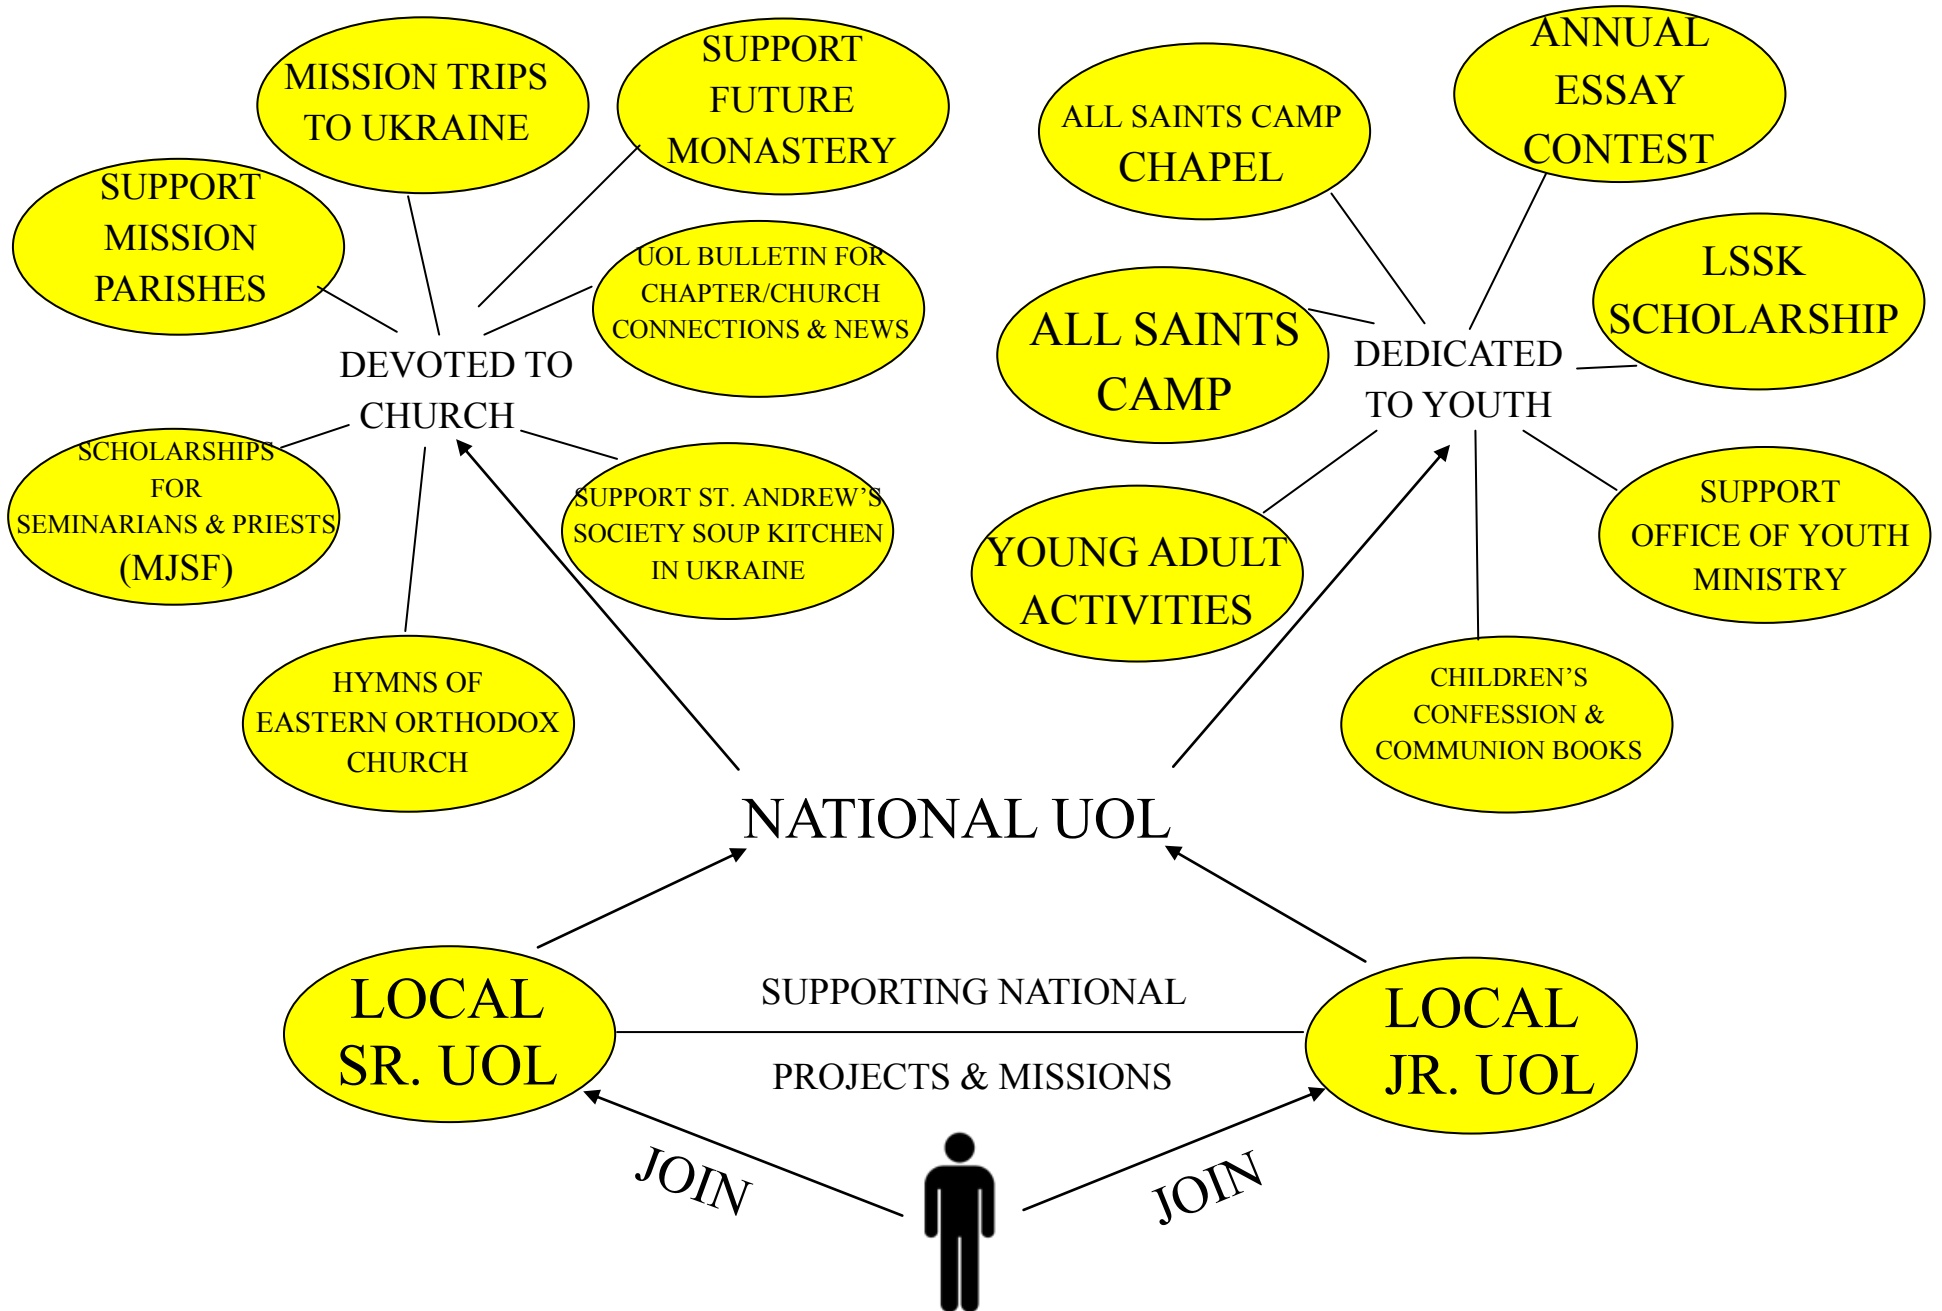 MISSION TRIPS
TO UKRAINE
SUPPORT
FUTURE
MONASTERY
SUPPORT
MISSION
PARISHES
UOL BULLETIN FOR
CHAPTER/CHURCH
CONNECTIONS & NEWS
DEVOTED TO
CHURCH
SCHOLARSHIPS
FOR
SEMINARIANS & PRIESTS
(MJSF)
SUPPORT ST. ANDREW’S
SOCIETY SOUP KITCHEN
IN UKRAINE
HYMNS OF
EASTERN ORTHODOX
CHURCH
ALL SAINTS CAMP
CHAPEL
ANNUAL
ESSAY
CONTEST
ALL SAINTS
CAMP
LSSK
SCHOLARSHIP
DEDICATED
TO YOUTH
YOUNG ADULT
ACTIVITIES
SUPPORT
OFFICE OF YOUTH
MINISTRY
CHILDREN’S
CONFESSION &
COMMUNION BOOKS
NATIONAL UOL
LOCAL
SR. UOL
SUPPORTING NATIONAL
PROJECTS & MISSIONS
LOCAL
JR. UOL
JOIN
JOIN